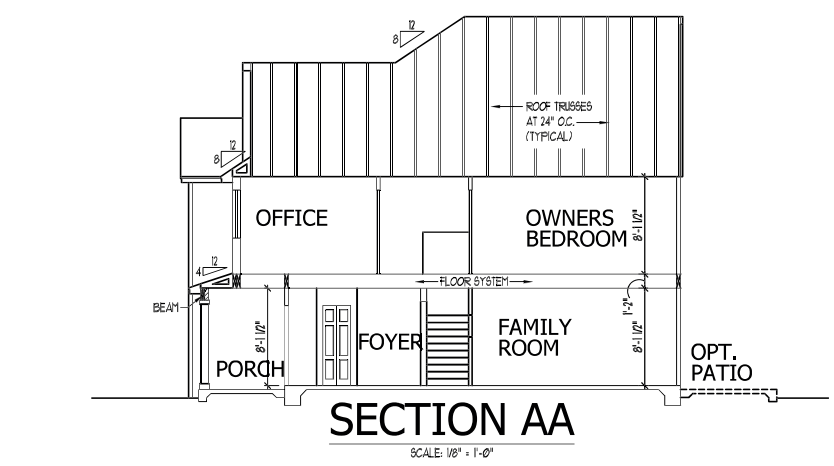 12
8
ROOF TRUSSES
AT 24" O.C.
(TYPICAL)
12
8
OFFICE
OWNERS
BEDROOM
8'-1 1/2"
12
4
FLOOR SYSTEM
1'-2"
BEAM
8'-1 1/2"
FOYER
FAMILY
ROOM
8'-1 1/2"
PORCH
OPT.
PATIO
SECTION AA
SCALE: 1/8" = 1'-0"